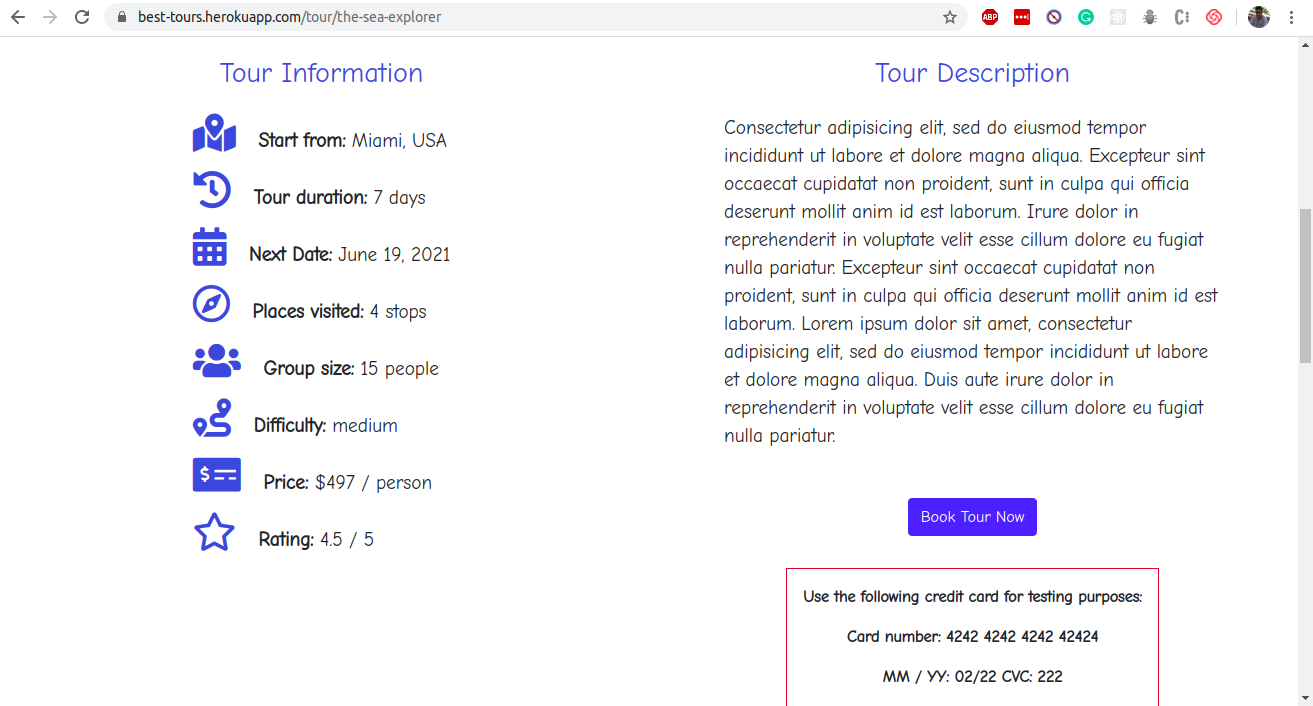 best-tours.herokuapp.com/tour/the-sea-explorer
ABP
Tour Information
Start from: Miami, USA
Tour duration: 7 days
Next Date: June 19, 2021
Places visited: 4 stops
Group size: 15 people
Difficulty: medium
Price: $497 / person
Rating: 4.5 / 5
Tour Description
Consectetur adipisicing elit, sed do eiusmod tempor
incididunt ut labore et dolore magna aliqua. Excepteur sint
occaecat cupidatat non proident, sunt in culpa qui officia
deserunt mollit anim id est laborum. Irure dolor in
reprehenderit in voluptate velit esse cillum dolore eu fugiat
nulla pariatur. Excepteur sint occaecat cupidatat non
proident, sunt in culpa qui officia deserunt mollit anim id est
laborum. Lorem ipsum dolor sit amet, consectetur
adipisicing elit, sed do eiusmod tempor incididunt ut labore
et dolore magna aliqua. Duis aute irure dolor in
reprehenderit in voluptate velit esse cillum dolore eu fugiat
nulla pariatur.
Book Tour Now
Use the following credit card for testing purposes:
Card number: 4242 4242 4242 42424
MM / YY: 02/22 CVC: 222